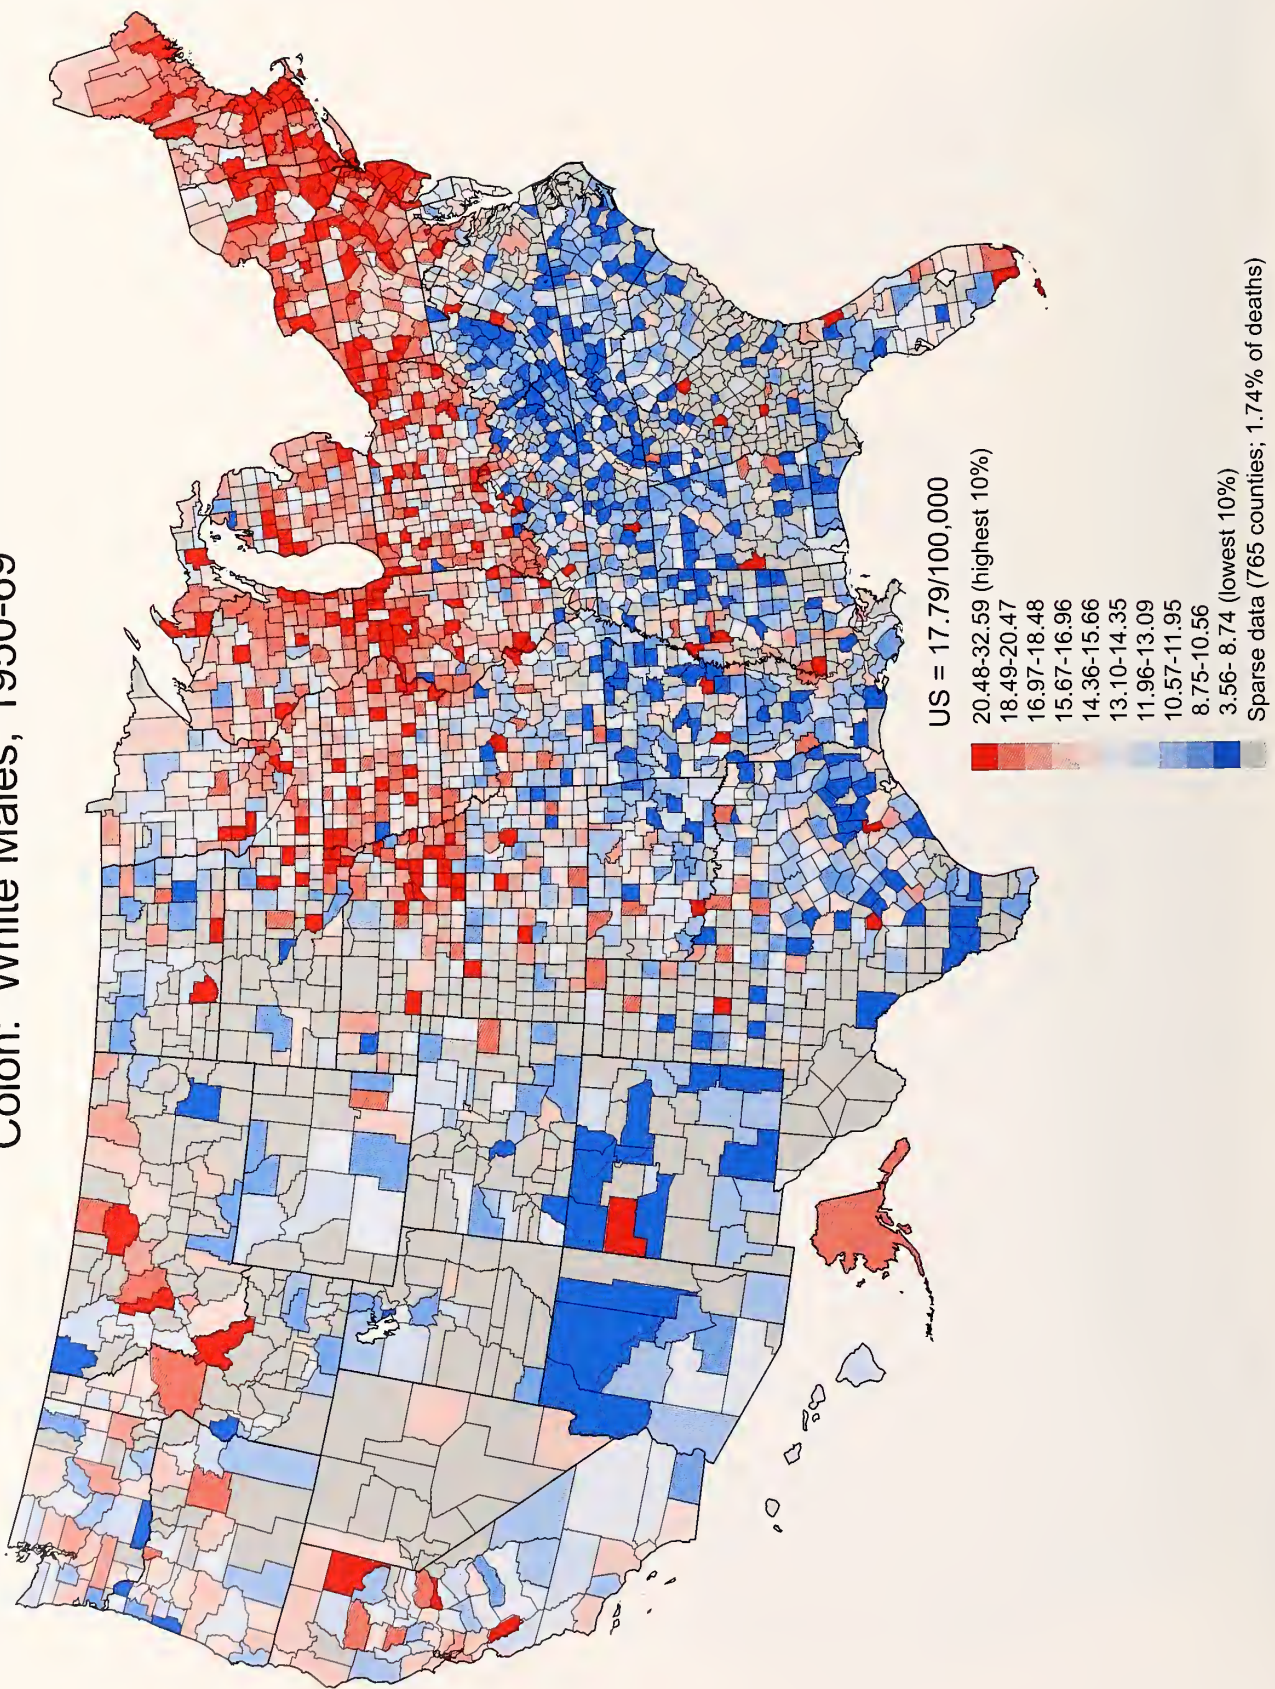 Colon: White Males, 1950-69
US = 17.79/100,000
20.48-32.59 (highest 10%)
18.49-20.47
16.97-18.48
15.67-16.96
14.36-15.66
13.10-14.35
11.96-13.09
10.57-11.95
8.75-10.56
3.56- 8.74 (lowest 10%)
Sparse data (765 counties; 1.74% of deaths)